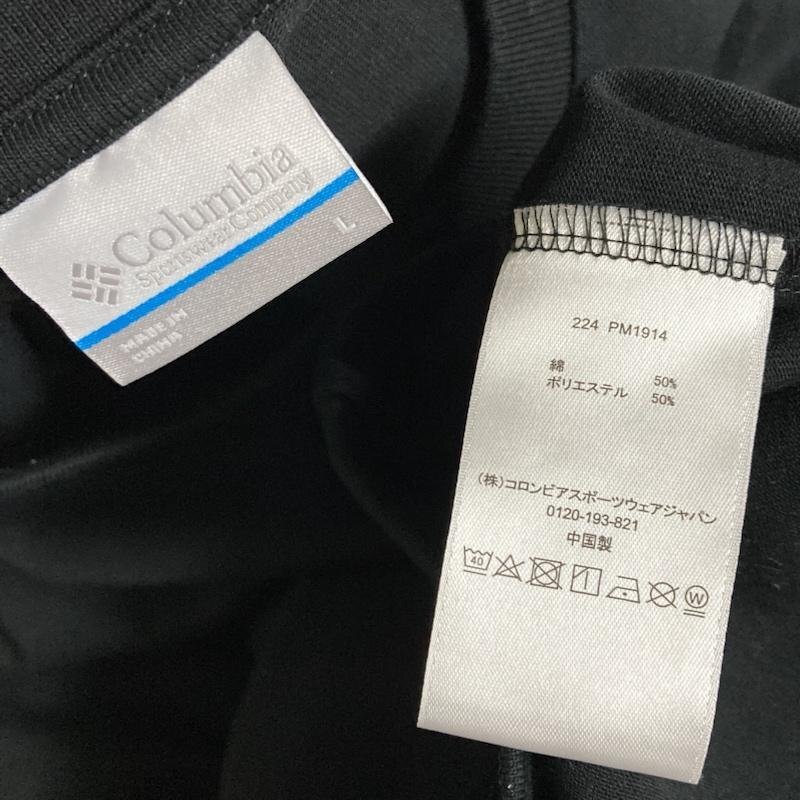 Columbia
Sportswear Company
L
MADE IN
CHINA
224 PM1914
綿 50%
ポリエステル 50%
(株)コロンビアスポーツウェアジャパン
0120-193-821
中国製
40
W